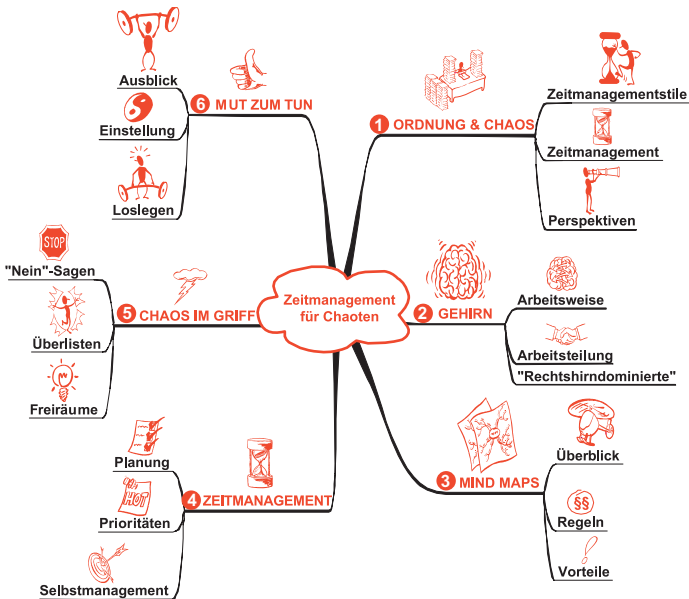 Zeitmanagement
für Chaoten
1 ORDNUNG & CHAOS
Zeitmanagementstile
Zeitmanagement
Perspektiven
2 GEHIRN
Arbeitsweise
Arbeitsteilung
"Rechtshirndominierte"
3 MIND MAPS
Überblick
§§
Regeln
Vorteile
4 ZEITMANAGEMENT
Planung
HOT
Prioritäten
Selbstmanagement
5 CHAOS IM GRIFF
STOP
"Nein"-Sagen
Überlisten
Freiräume
6 MUT ZUM TUN
Ausblick
Einstellung
Loslegen